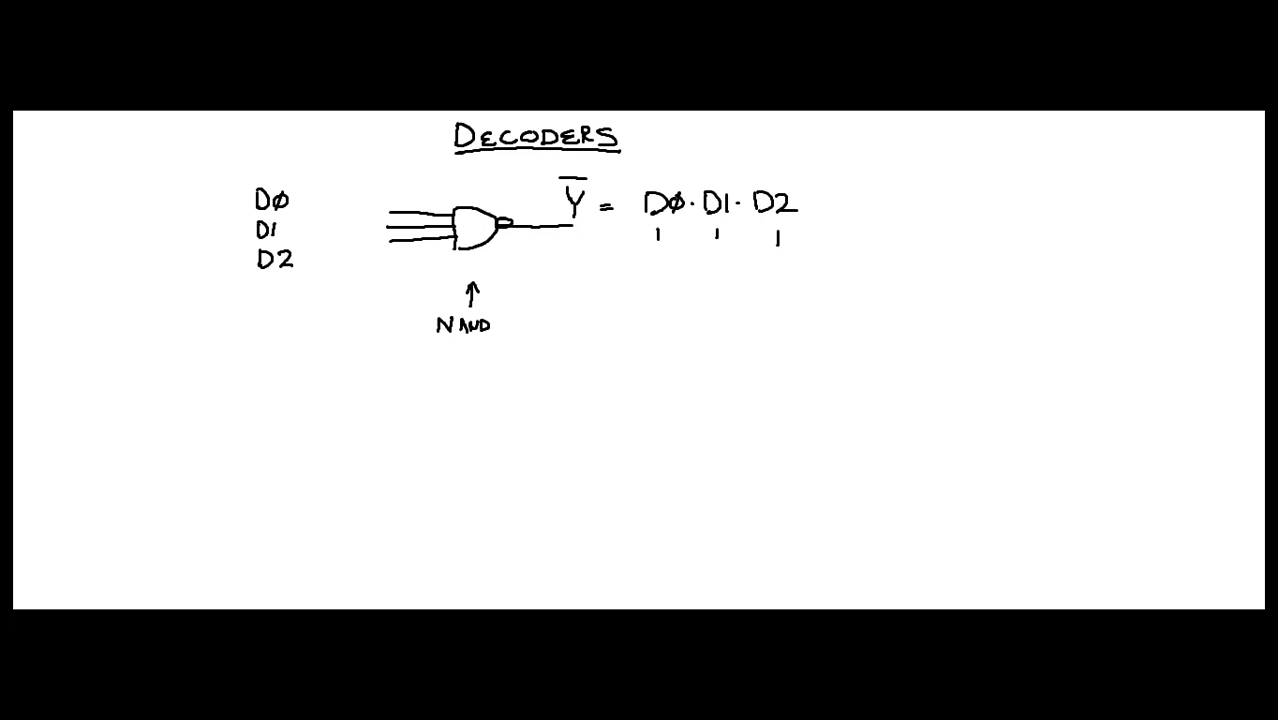 DECODERS
DØ
D1
D2
Y̅ = DØ·D1·D2
1 1 1
↑
NAND